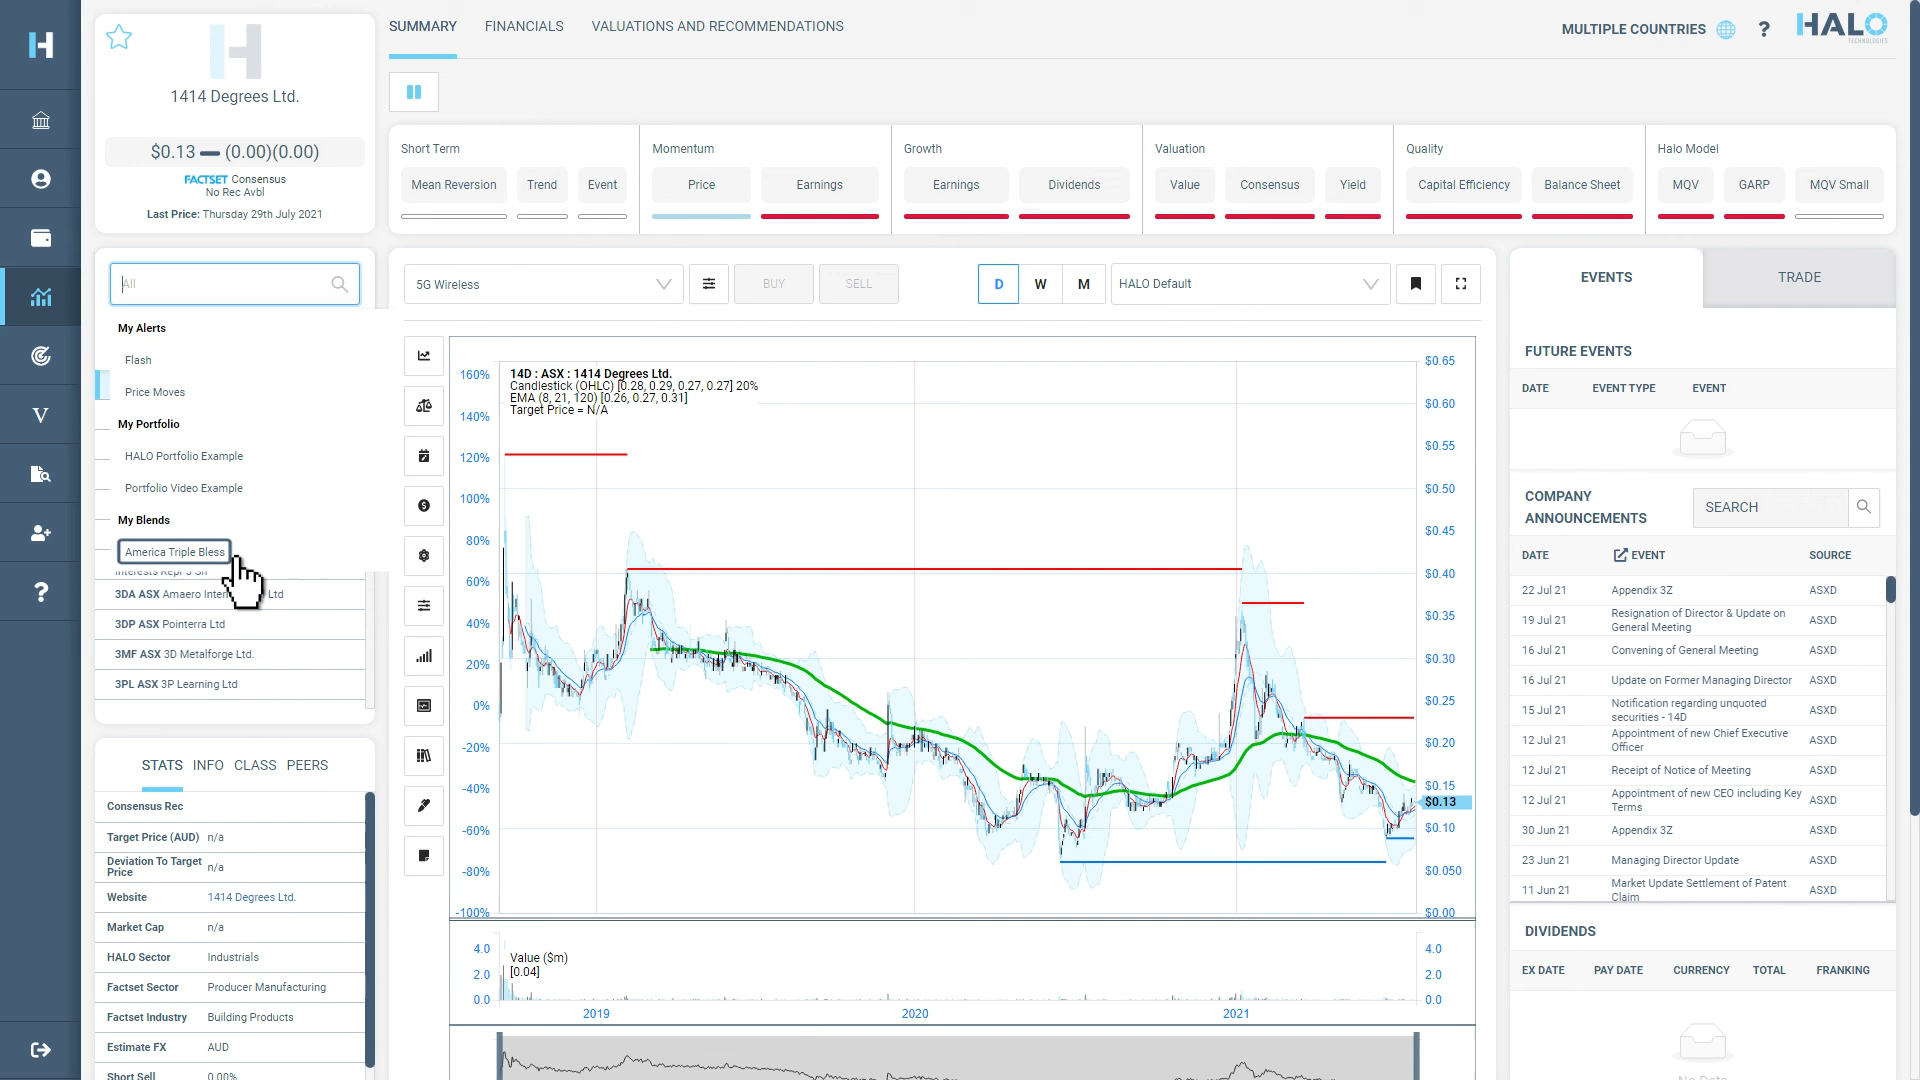 SUMMARY
FINANCIALS
VALUATIONS AND RECOMMENDATIONS
MULTIPLE COUNTRIES
?
HALO
TECHNOLOGIES
H
1414 Degrees Ltd.
$0.13 (0.00)(0.00)
FACTSET Consensus
No Rec Avbl
Last Price: Thursday 29th July 2021
Short Term
Mean Reversion
Trend
Event
Momentum
Price
Earnings
Growth
Earnings
Dividends
Valuation
Value
Consensus
Yield
Quality
Capital Efficiency
Balance Sheet
Halo Model
MQV
GARP
MQV Small
All
My Alerts
Flash
Price Moves
My Portfolio
HALO Portfolio Example
Portfolio Video Example
My Blends
America Triple Bless
3DA ASX Amaero Ltd
3DP ASX Pointerra Ltd
3MF ASX 3D Metalforge Ltd.
3PL ASX 3P Learning Ltd
V
?
STATS
INFO
CLASS
PEERS
Consensus Rec
Target Price (AUD) n/a
Deviation To Target
Price
n/a
Website 1414 Degrees Ltd.
Market Cap n/a
HALO Sector Industrials
Factset Sector Producer Manufacturing
Factset Industry Building Products
Estimate FX AUD
Short Sell 0.00%
5G Wireless
BUY
SELL
D
W
M
HALO Default
14D : ASX : 1414 Degrees Ltd.
Candlestick (OHLC) [0.28, 0.29, 0.27, 0.27] 20%
EMA (8, 21, 120) [0.26, 0.27, 0.31]
Target Price = N/A
160%
140%
120%
100%
80%
60%
40%
20%
0%
-20%
-40%
-60%
-80%
-100%
$0.65
$0.60
$0.55
$0.50
$0.45
$0.40
$0.35
$0.30
$0.25
$0.20
$0.15
$0.13
$0.10
$0.050
$0.00
4.0
2.0
0.0
Value ($m)
[0.04]
4.0
2.0
0.0
2019
2020
2021
EVENTS
TRADE
FUTURE EVENTS
DATE
EVENT TYPE
EVENT
COMPANY
ANNOUNCEMENTS
SEARCH
DATE
EVENT
SOURCE
22 Jul 21 Appendix 3Z ASXD
19 Jul 21 Resignation of Director & Update on
General Meeting ASXD
16 Jul 21 Convening of General Meeting ASXD
16 Jul 21 Update on Former Managing Director ASXD
15 Jul 21 Notification regarding unquoted
securities - 14D ASXD
12 Jul 21 Appointment of new Chief Executive
Officer ASXD
12 Jul 21 Receipt of Notice of Meeting ASXD
12 Jul 21 Appointment of new CEO including Key
Terms ASXD
30 Jun 21 Appendix 3Z ASXD
23 Jun 21 Managing Director Update ASXD
11 Jun 21 Market Update Settlement of Patent
Claim ASXD
DIVIDENDS
EX DATE
PAY DATE
CURRENCY
TOTAL
FRANKING